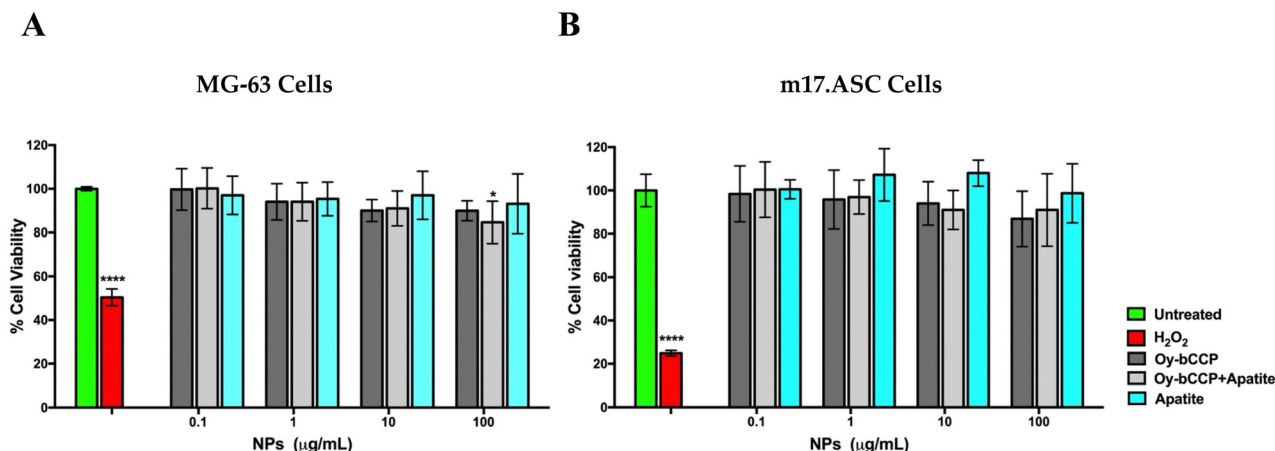 A
B
MG-63 Cells
m17.ASC Cells
% Cell Viability
120
100
80
60
40
20
0
****
*
0.1
1
10
100
NPs (μg/mL)
% Cell viability
120
100
80
60
40
20
0
****
0.1
1
10
100
NPs (μg/mL)
Untreated
H₂O₂
Oy-bCCP
Oy-bCCP+Apatite
Apatite